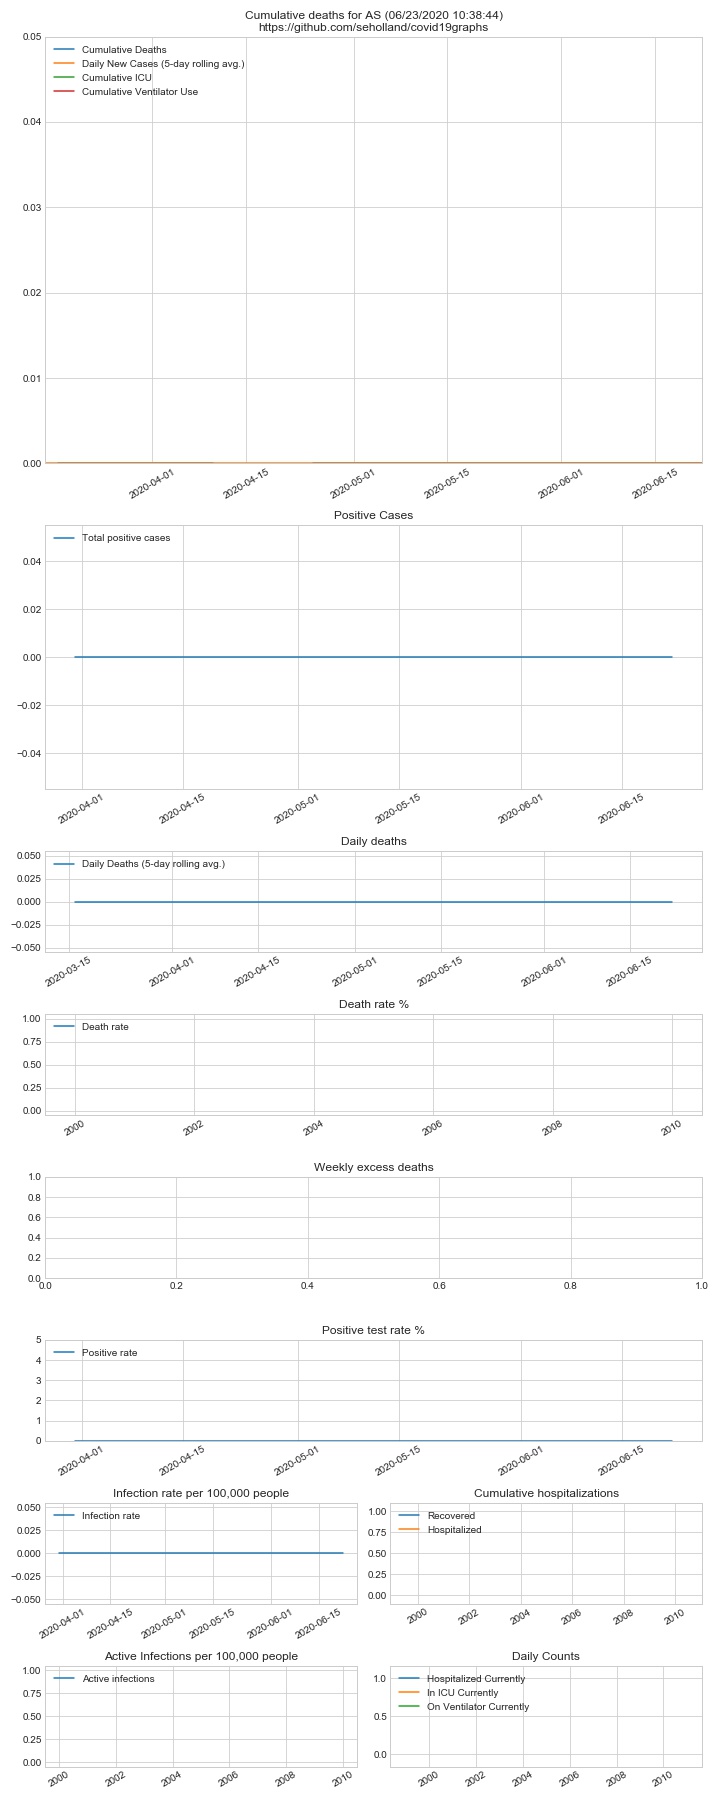 Cumulative deaths for AS (06/23/2020 10:38:44)
https://github.com/seholland/covid19graphs
Cumulative Deaths
Daily New Cases (5-day rolling avg.)
Cumulative ICU
Cumulative Ventilator Use
0.05
0.04
0.03
0.02
0.01
0.00
2020-04-01 2020-04-15 2020-05-01 2020-05-15 2020-06-01 2020-06-15
Positive Cases
Total positive cases
0.04
0.02
0.00
−0.02
−0.04
2020-04-01 2020-04-15 2020-05-01 2020-05-15 2020-06-01 2020-06-15
Daily deaths
Daily Deaths (5-day rolling avg.)
0.050
0.025
0.000
−0.025
−0.050
2020-03-15 2020-04-01 2020-04-15 2020-05-01 2020-05-15 2020-06-01 2020-06-15
Death rate %
Death rate
1.00
0.75
0.50
0.25
0.00
2000 2002 2004 2006 2008 2010
Weekly excess deaths
1.0
0.8
0.6
0.4
0.2
0.0
0.0 0.2 0.4 0.6 0.8 1.0
Positive test rate %
Positive rate
5
4
3
2
1
0
2020-04-01 2020-04-15 2020-05-01 2020-05-15 2020-06-01 2020-06-15
Infection rate per 100,000 people
Infection rate
0.050
0.025
0.000
−0.025
−0.050
2020-04-01 2020-04-15 2020-05-01 2020-05-15 2020-06-01 2020-06-15
Cumulative hospitalizations
Recovered
Hospitalized
1.00
0.75
0.50
0.25
0.00
2000 2002 2004 2006 2008 2010
Active Infections per 100,000 people
Active infections
1.00
0.75
0.50
0.25
0.00
2000 2002 2004 2006 2008 2010
Daily Counts
Hospitalized Currently
In ICU Currently
On Ventilator Currently
1.0
0.5
0.0
2000 2002 2004 2006 2008 2010